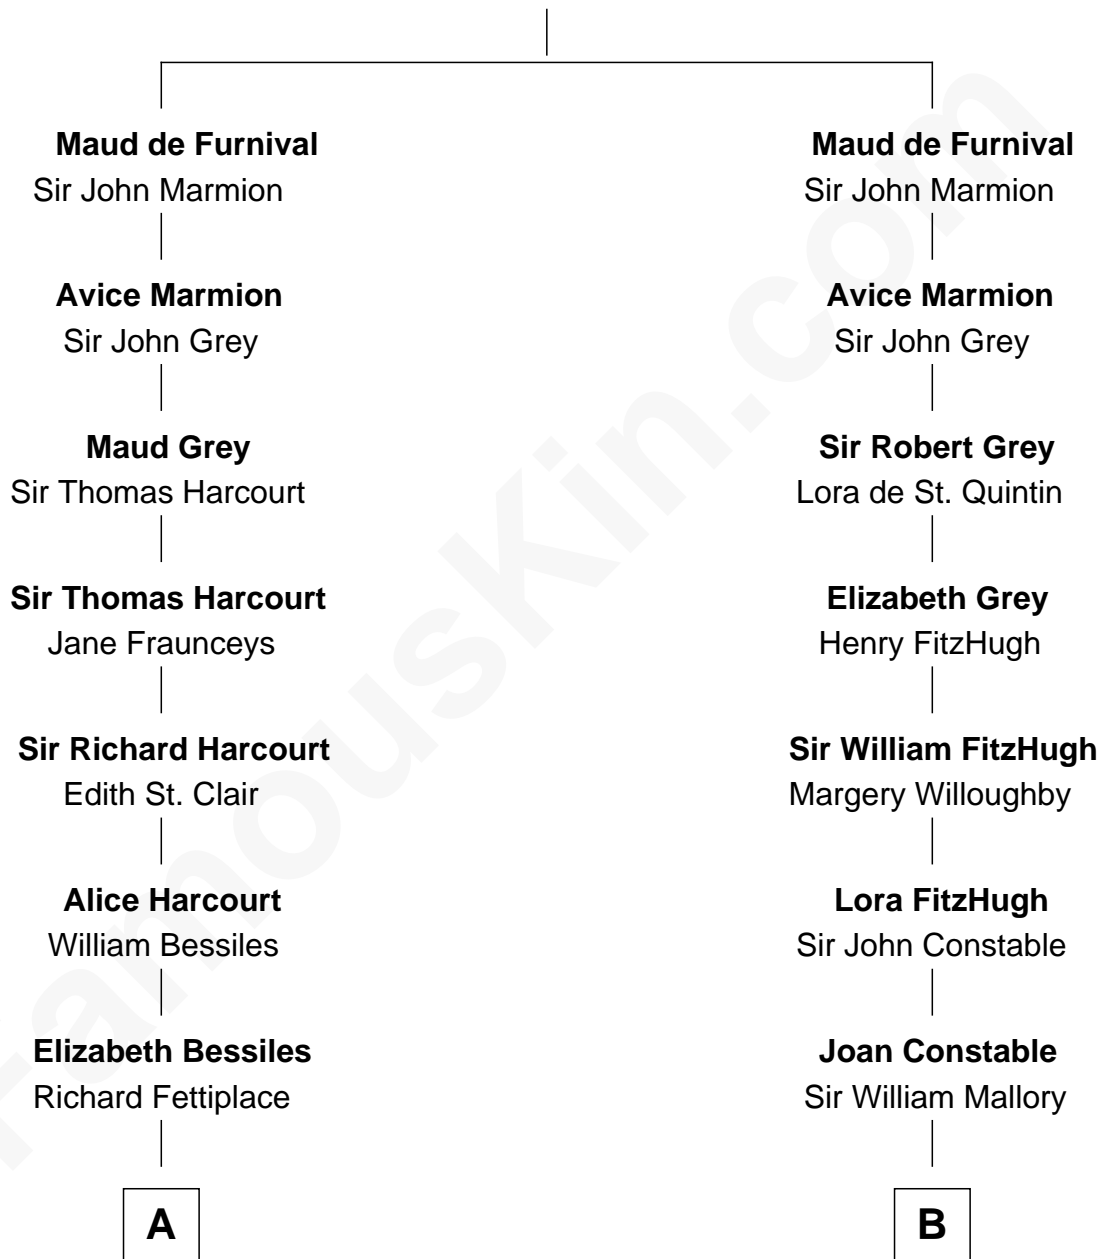 Maud de Furnival
Sir John Marmion
Avice Marmion
Sir John Grey
Maud Grey
Sir Thomas Harcourt
Sir Thomas Harcourt
Jane Fraunceys
Sir Richard Harcourt
Edith St. Clair
Alice Harcourt
William Bessiles
Elizabeth Bessiles
Richard Fettiplace
A
Maud de Furnival
Sir John Marmion
Avice Marmion
Sir John Grey
Sir Robert Grey
Lora de St. Quintin
Elizabeth Grey
Henry FitzHugh
Sir William FitzHugh
Margery Willoughby
Lora FitzHugh
Sir John Constable
Joan Constable
Sir William Mallory
B
FamousKin.com